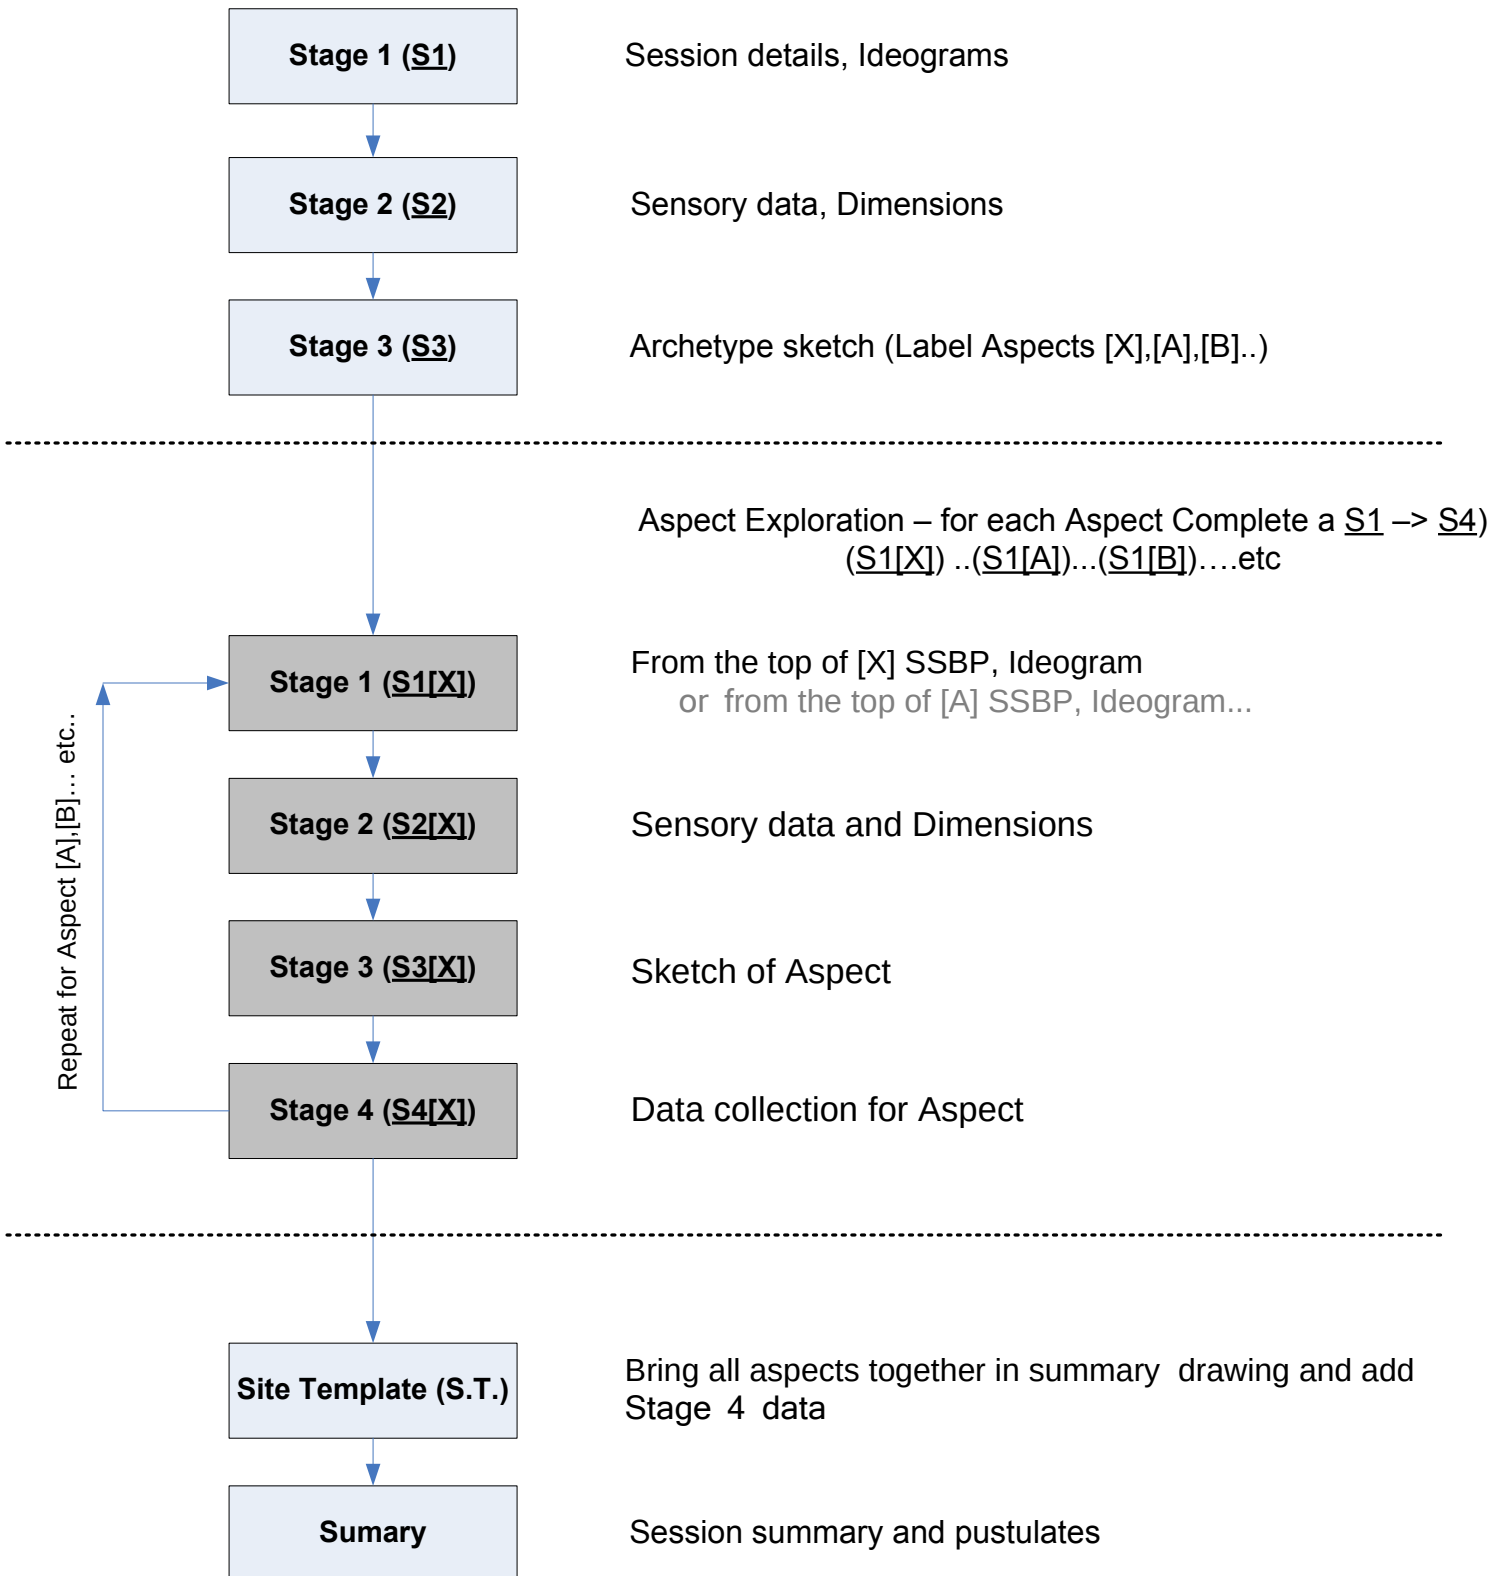 Stage 1 (S1)
Session details, Ideograms
Stage 2 (S2)
Sensory data, Dimensions
Stage 3 (S3)
Archetype sketch (Label Aspects [X],[A],[B]..)
Aspect Exploration – for each Aspect Complete a S1 –> S4)
(S1[X]) ..(S1[A])...(S1[B])….etc
Stage 1 (S1[X])
From the top of [X] SSBP, Ideogram
or from the top of [A] SSBP, Ideogram...
Repeat for Aspect [A],[B]… etc..
Stage 2 (S2[X])
Sensory data and Dimensions
Stage 3 (S3[X])
Sketch of Aspect
Stage 4 (S4[X])
Data collection for Aspect
Site Template (S.T.)
Bring all aspects together in summary drawing and add
Stage 4 data
Sumary
Session summary and pustulates